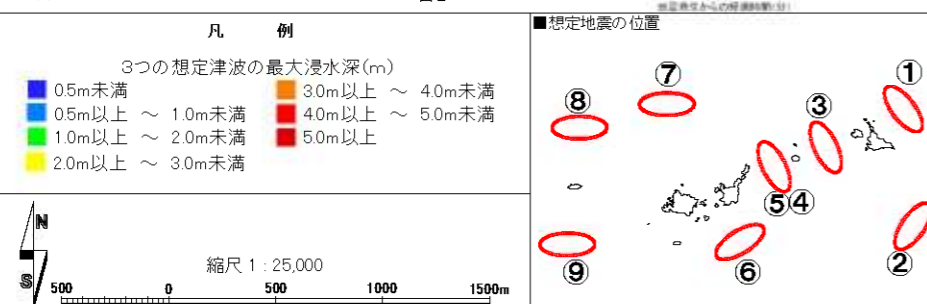 ■想定地震の位置
凡 例
3つの想定津波の最大浸水深(m)
0.5m未満
0.5m以上 ～ 1.0m未満
1.0m以上 ～ 2.0m未満
2.0m以上 ～ 3.0m未満
3.0m以上 ～ 4.0m未満
4.0m以上 ～ 5.0m未満
5.0m以上
N
S
縮尺 1 : 25,000
500 0 500 1000 1500m
①
⑦
⑧
③
⑤④
②
⑥
⑨